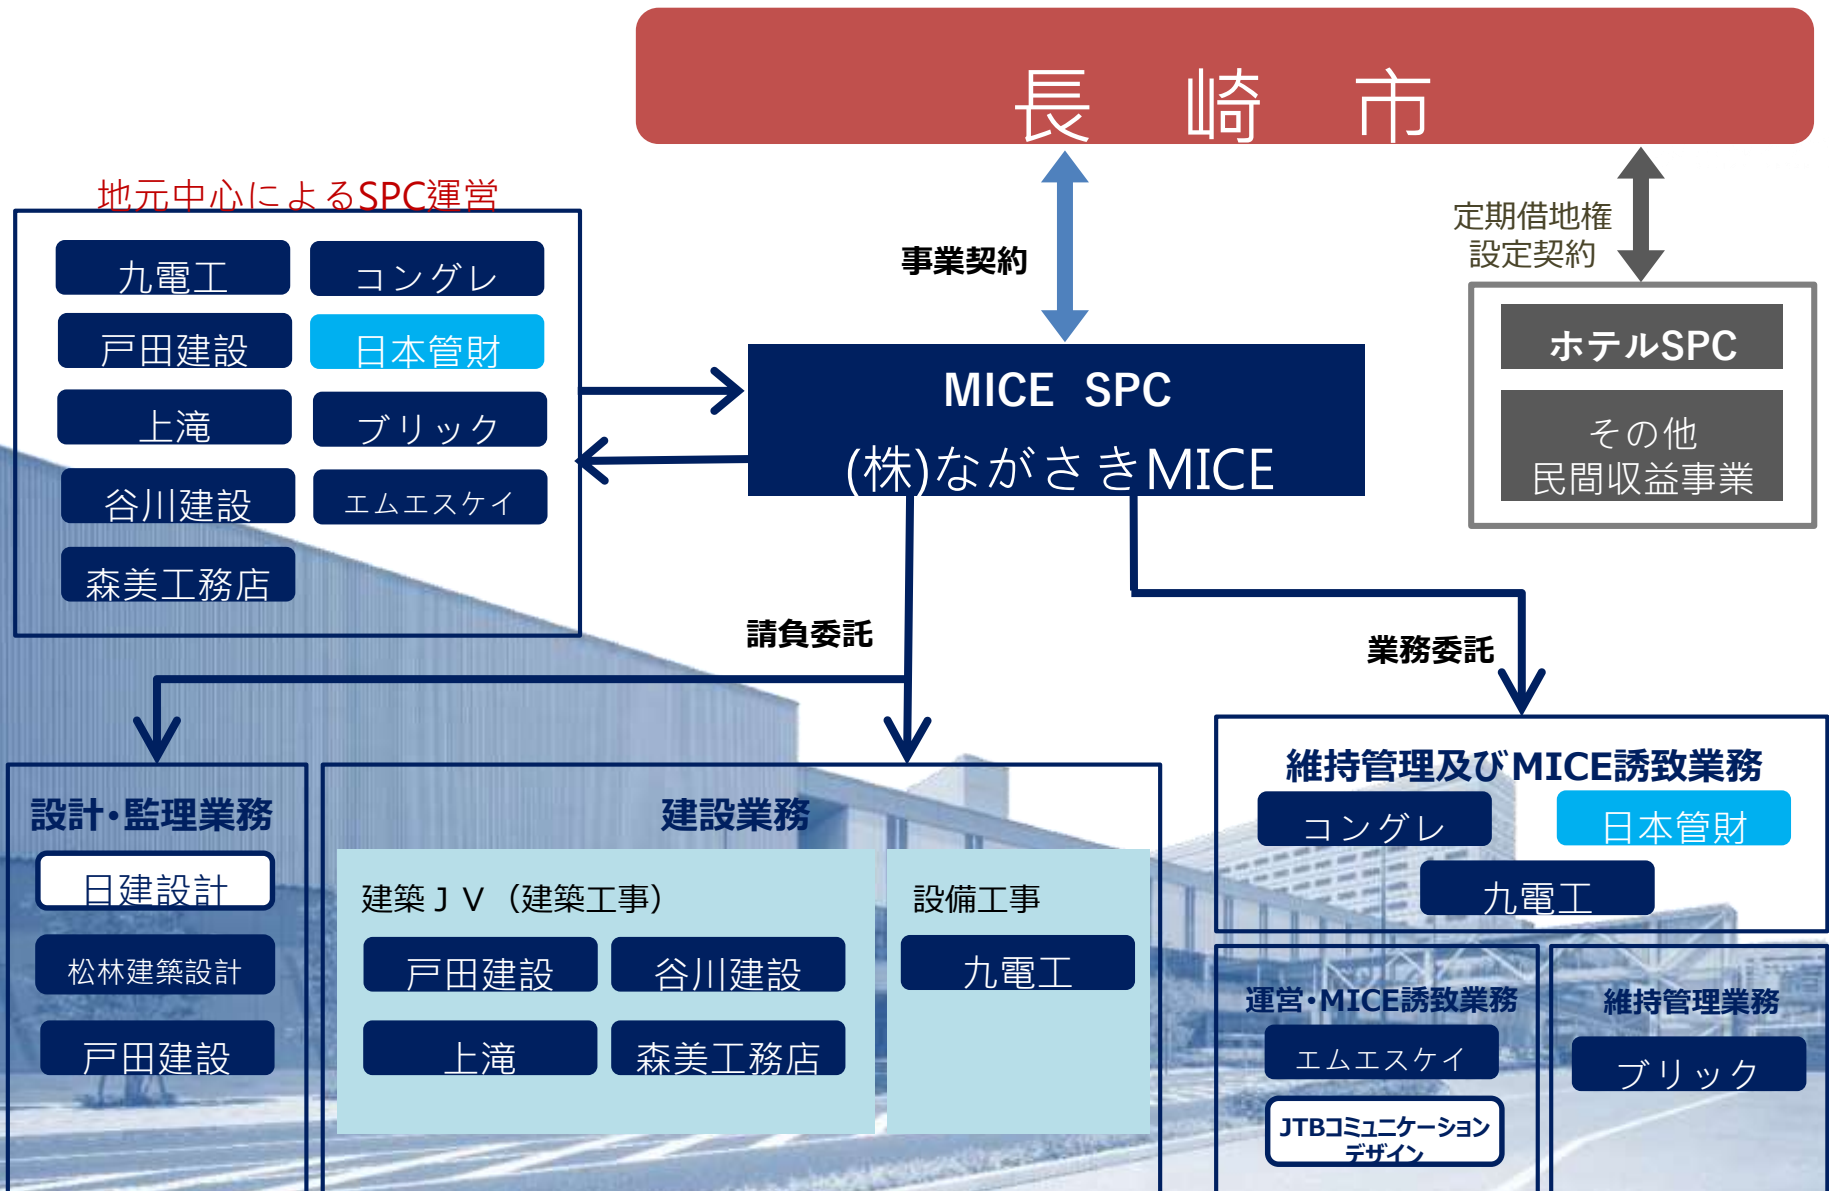 長 崎 市
地元中心によるSPC運営
九電工
コングレ
戸田建設
日本管財
上滝
ブリック
谷川建設
エムエスケイ
森美工務店
事業契約
定期借地権
設定契約
MICE SPC
(株)ながさきMICE
ホテルSPC
その他
民間収益事業
請負委託
業務委託
設計・監理業務
日建設計
松林建築設計
戸田建設
建設業務
建築ＪＶ（建築工事）
戸田建設
谷川建設
上滝
森美工務店
設備工事
九電工
維持管理及びMICE誘致業務
コングレ
日本管財
九電工
運営・MICE誘致業務
エムエスケイ
JTBコミュニケーション
デザイン
維持管理業務
ブリック